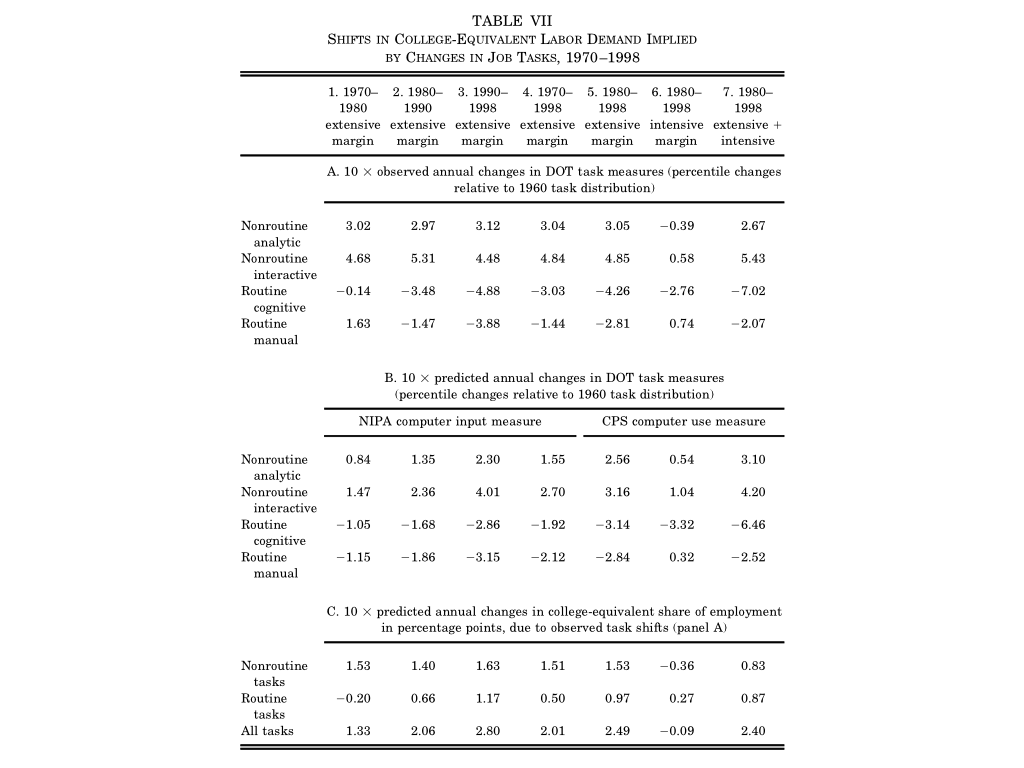 TABLE VII
SHIFTS IN COLLEGE-EQUIVALENT LABOR DEMAND IMPLIED
BY CHANGES IN JOB TASKS, 1970–1998
1. 1970– 2. 1980– 3. 1990– 4. 1970– 5. 1980– 6. 1980– 7. 1980–
1980 1990 1998 1998 1998 1998 1998
extensive extensive extensive extensive extensive intensive extensive +
margin margin margin margin margin margin intensive
A. 10 × observed annual changes in DOT task measures (percentile changes
relative to 1960 task distribution)
Nonroutine 3.02 2.97 3.12 3.04 3.05 −0.39 2.67
analytic
Nonroutine 4.68 5.31 4.48 4.84 4.85 0.58 5.43
interactive
Routine −0.14 −3.48 −4.88 −3.03 −4.26 −2.76 −7.02
cognitive
Routine 1.63 −1.47 −3.88 −1.44 −2.81 0.74 −2.07
manual
B. 10 × predicted annual changes in DOT task measures
(percentile changes relative to 1960 task distribution)
NIPA computer input measure CPS computer use measure
Nonroutine 0.84 1.35 2.30 1.55 2.56 0.54 3.10
analytic
Nonroutine 1.47 2.36 4.01 2.70 3.16 1.04 4.20
interactive
Routine −1.05 −1.68 −2.86 −1.92 −3.14 −3.32 −6.46
cognitive
Routine −1.15 −1.86 −3.15 −2.12 −2.84 0.32 −2.52
manual
C. 10 × predicted annual changes in college-equivalent share of employment
in percentage points, due to observed task shifts (panel A)
Nonroutine 1.53 1.40 1.63 1.51 1.53 −0.36 0.83
tasks
Routine −0.20 0.66 1.17 0.50 0.97 0.27 0.87
tasks
All tasks 1.33 2.06 2.80 2.01 2.49 −0.09 2.40